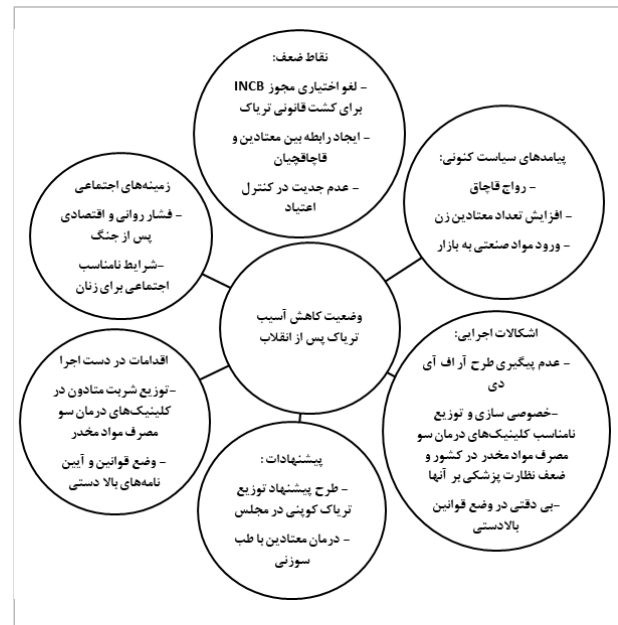 نقاط ضعف:
- لغو اختیاری مجوز INCB
برای کشت قانونی تریاک
- ایجاد رابطه بین معتادین و
قاچاقچیان
- عدم جدیت در کنترل
اعتیاد
پیامدهای سیاست کنونی:
- رواج قاچاق
- افزایش تعداد معتادین زن
- ورود مواد صنعتی به بازار
زمینه‌های اجتماعی
- فشار روانی و اقتصادی
پس از جنگ
-شرایط نامناسب
اجتماعی برای زنان
وضعیت کاهش آسیب
تریاک پس از انقلاب
اشکالات اجرایی:
- عدم پیگیری طرح آر اف آی
دی
-خصوصی سازی و توزیع
نامناسب کلینیک‌های درمان سو
مصرف مواد مخدر در کشور و
ضعف نظارت پزشکی بر آنها
-بی دقتی در وضع قوانین
بالادستی
اقدامات در دست اجرا
-توزیع شربت متادون در
کلینیک‌های درمان سو
مصرف مواد مخدر
- وضع قوانین و آیین
نامه‌های بالا دستی
پیشنهادات:
- طرح پیشنهاد توزیع
تریاک کوپنی در مجلس
- درمان معتادین با طب
سوزنی